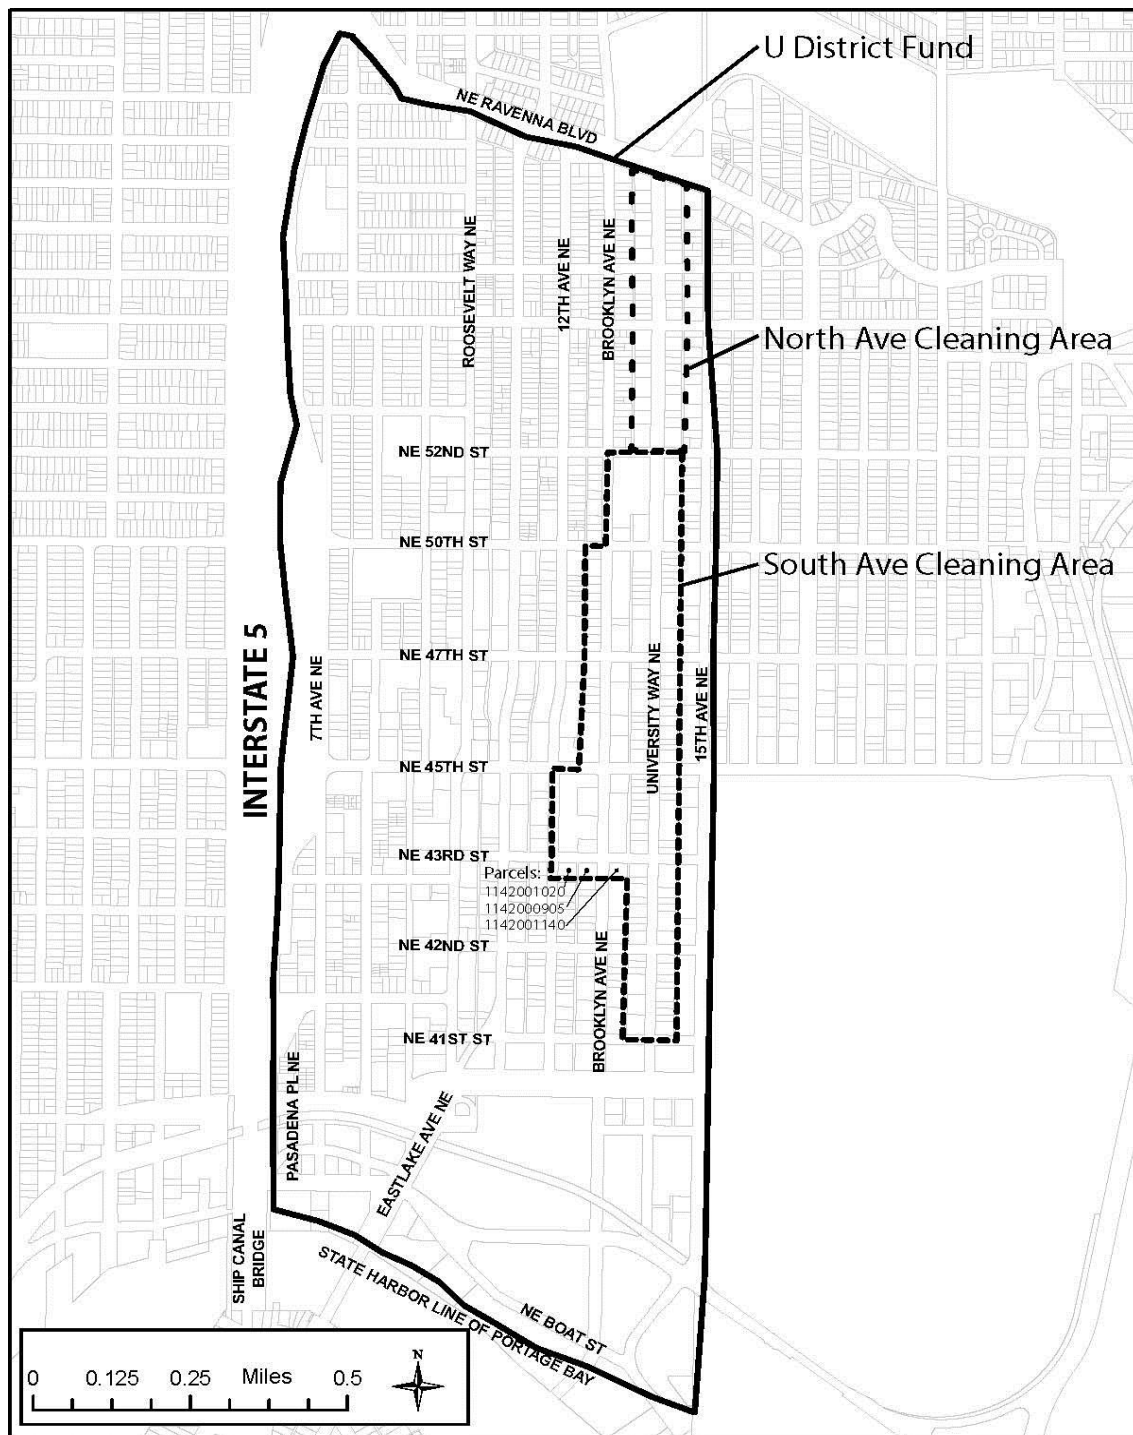 U District Fund
NE RAVENNA BLVD
ROOSEVELT WAY NE
12TH AVE NE
BROOKLYN AVE NE
North Ave Cleaning Area
NE 52ND ST
NE 50TH ST
South Ave Cleaning Area
INTERSTATE 5
7TH AVE NE
NE 47TH ST
UNIVERSITY WAY NE
15TH AVE NE
NE 45TH ST
NE 43RD ST
Parcels:
1142001020
1142000905
1142001140
NE 42ND ST
BROOKLYN AVE NE
NE 41ST ST
PASADENA PL NE
EASTLAKE AVE NE
SHIP CANAL
BRIDGE
STATE HARBOR LINE OF PORTAGE BAY
NE BOAT ST
N
0 0.125 0.25 Miles 0.5